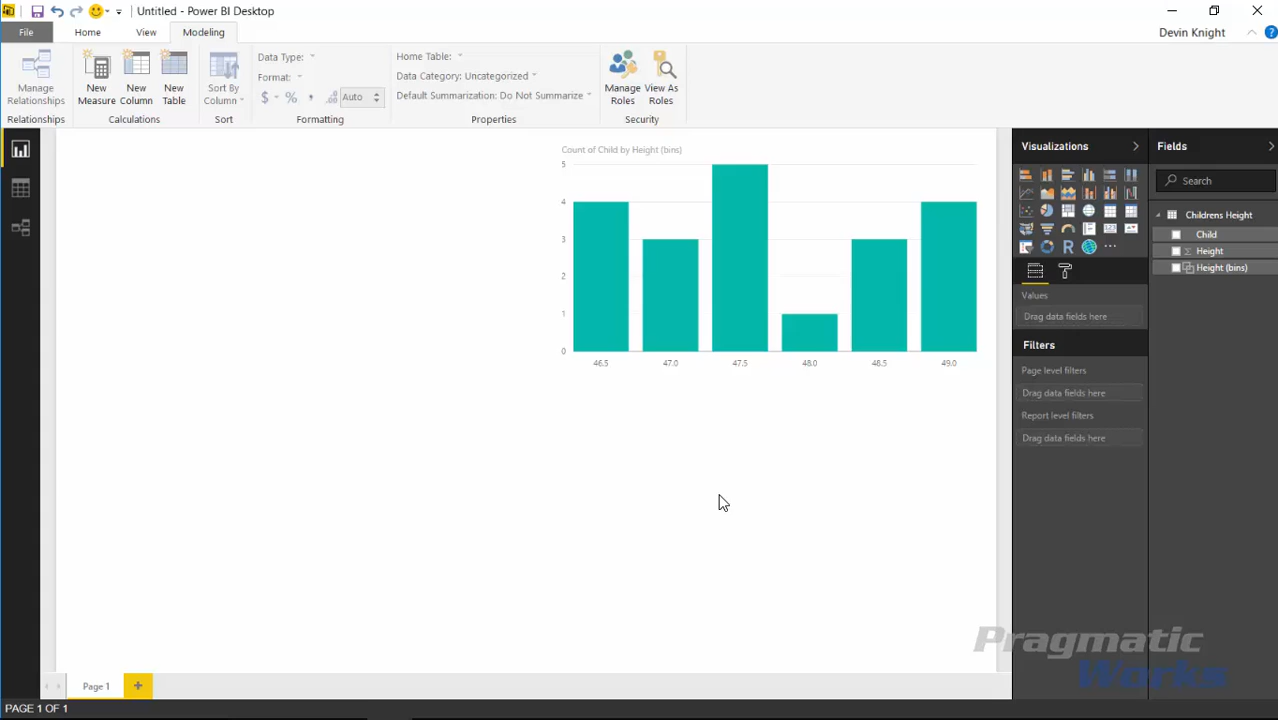 Untitled - Power BI Desktop
File
Home
View
Modeling
Devin Knight
?
Manage Relationships
Relationships
New Measure
New Column
New Table
Calculations
Sort By Column
Sort
Data Type:
Format:
$ % , .00 Auto
Formatting
Home Table:
Data Category: Uncategorized
Default Summarization: Do Not Summarize
Properties
Manage Roles
View As Roles
Security
Count of Child by Height (bins)
5
4
3
2
1
0
46.5 47.0 47.5 48.0 48.5 49.0
Visualizations
R
Values
Drag data fields here
Filters
Page level filters
Drag data fields here
Report level filters
Drag data fields here
Fields
Search
Childrens Height
Child
Σ Height
Height (bins)
Pragmatic
Works
Page 1
+
PAGE 1 OF 1